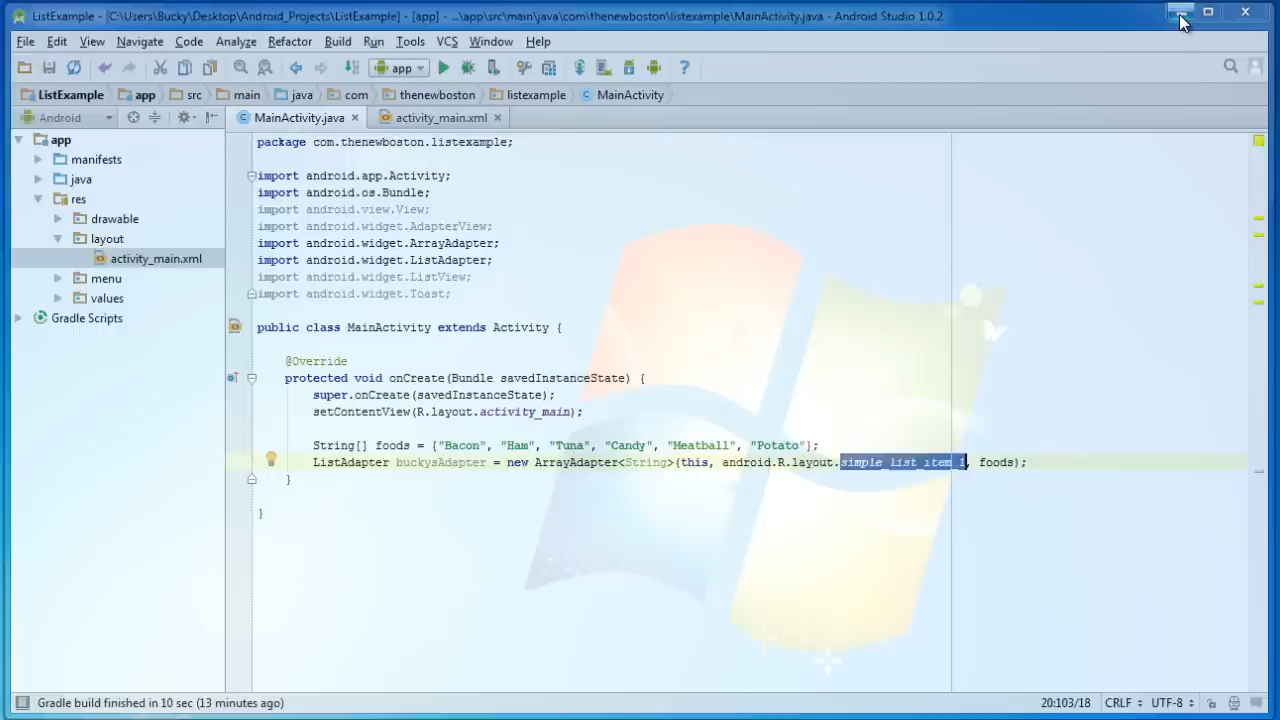 ListExample - [C:\Users\Bucky\Desktop\Android_Projects\ListExample] - [app] - ...\app\src\main\java\com\thenewboston\listexample\MainActivity.java - Android Studio 1.0.2
File Edit View Navigate Code Analyze Refactor Build Run Tools VCS Window Help
app
ListExample app src main java com thenewboston listexample MainActivity
Android MainActivity.java activity_main.xml
app
manifests
java
res
drawable
layout
activity_main.xml
menu
values
Gradle Scripts
package com.thenewboston.listexample;
import android.app.Activity;
import android.os.Bundle;
import android.view.View;
import android.widget.AdapterView;
import android.widget.ArrayAdapter;
import android.widget.ListAdapter;
import android.widget.ListView;
import android.widget.Toast;
public class MainActivity extends Activity {
@Override
protected void onCreate(Bundle savedInstanceState) {
super.onCreate(savedInstanceState);
setContentView(R.layout.activity_main);
String[] foods = {"Bacon", "Ham", "Tuna", "Candy", "Meatball", "Potato"};
ListAdapter buckysAdapter = new ArrayAdapter<String>(this, android.R.layout.simple_list_item_1, foods);
}
}
Gradle build finished in 10 sec (13 minutes ago) 20:103/18 CRLF UTF-8